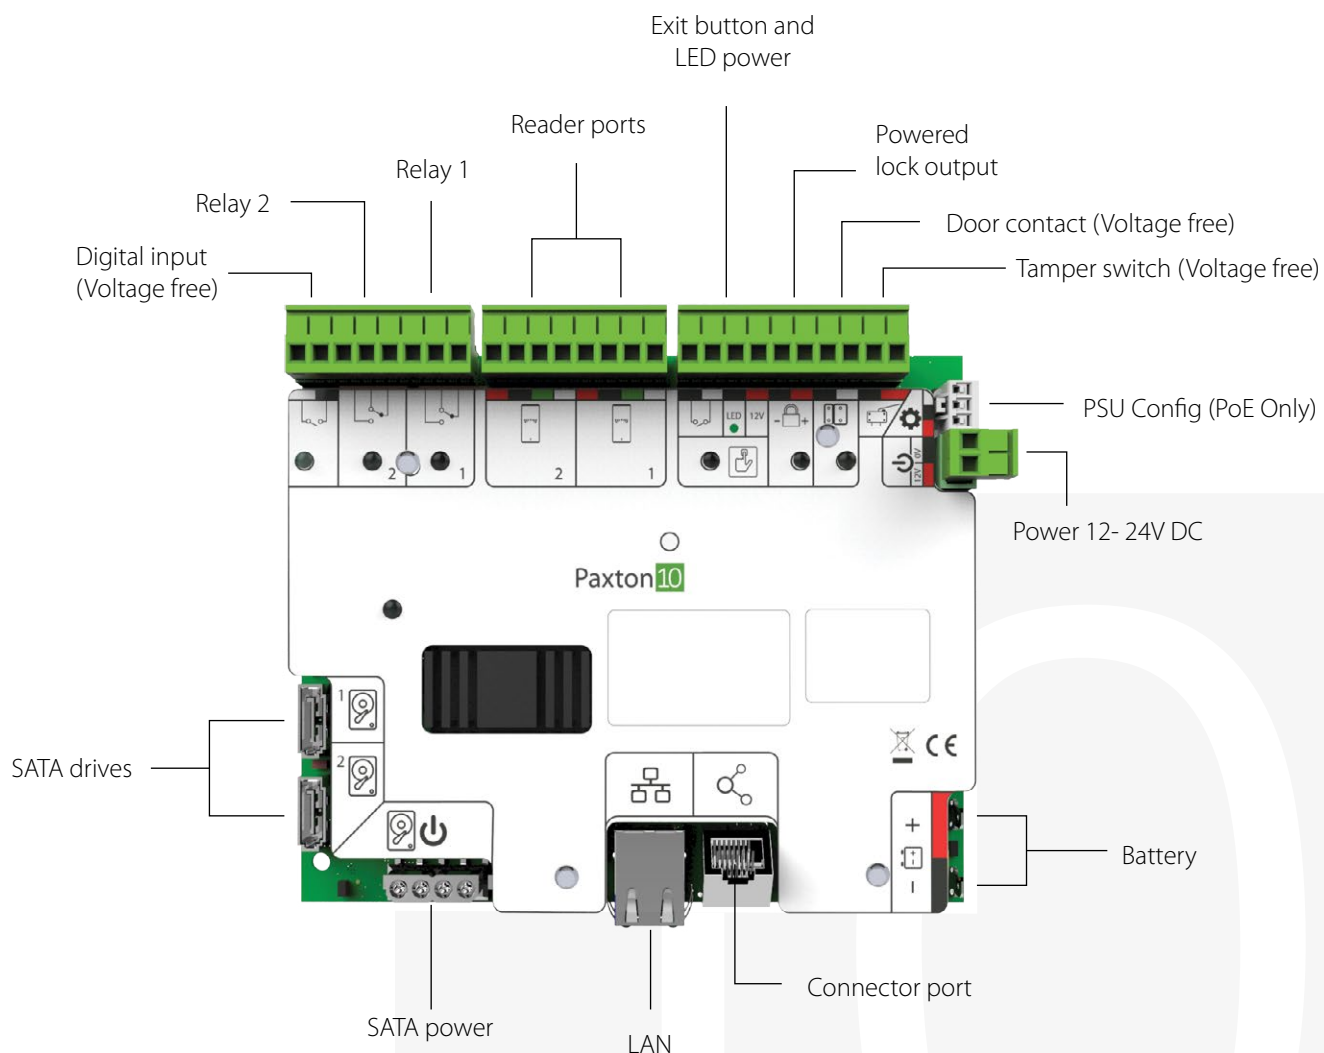 Exit button and
LED power
Reader ports
Powered
lock output
Relay 1
Relay 2
Door contact (Voltage free)
Digital input
(Voltage free)
Tamper switch (Voltage free)
PSU Config (PoE Only)
LED
12V
- +
2
1
2
1
12V
0V
Power 12- 24V DC
Paxton10
1
2
SATA drives
CE
+
-
Battery
Connector port
SATA power
LAN